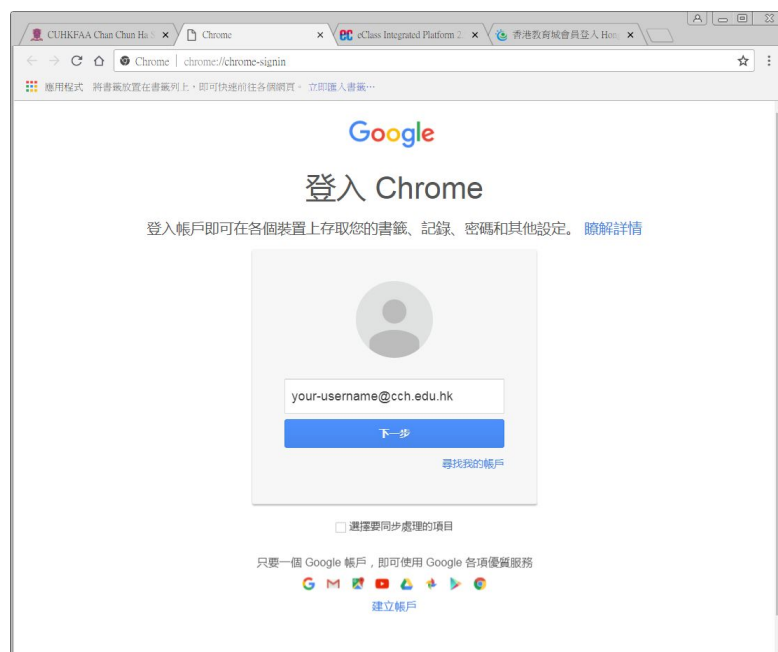 CUHKFAA Chan Chun Ha S
Chrome
eClass Integrated Platform 2.
香港教育城會員登入 Hon
Chrome | chrome://chrome-signin
應用程式 將書籤放置在書籤列上，即可快速前往各個網頁。 立即匯入書籤…
Google
登入 Chrome
登入帳戶即可在各個裝置上存取您的書籤、記錄、密碼和其他設定。 瞭解詳情
your-username@cch.edu.hk
下一步
尋找我的帳戶
選擇要同步處理的項目
只要一個 Google 帳戶，即可使用 Google 各項優質服務
建立帳戶